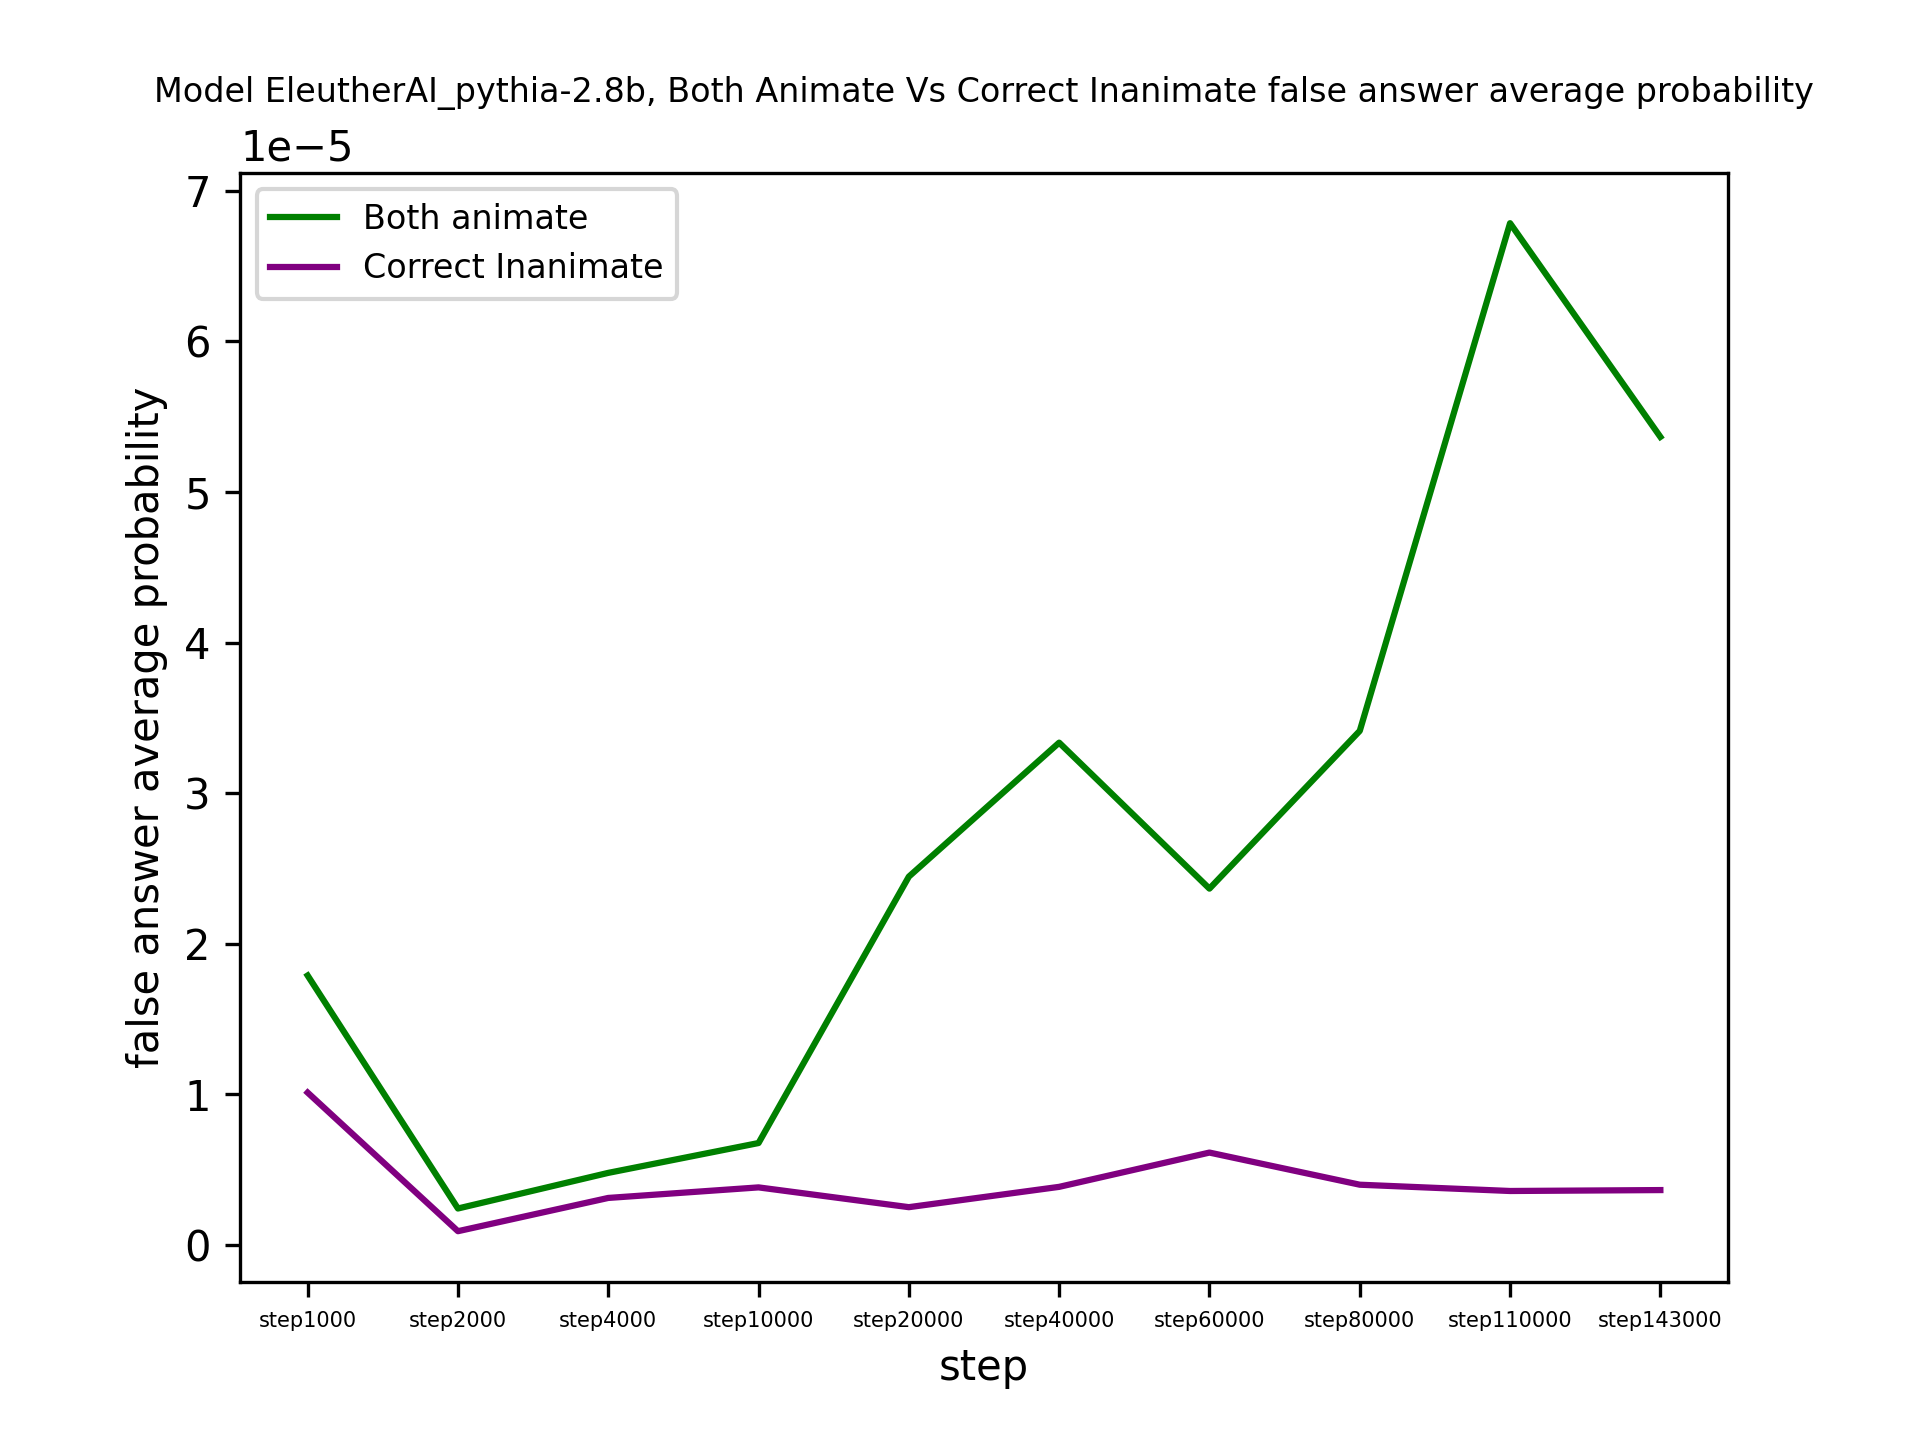 Model EleutherAI_pythia-2.8b, Both Animate Vs Correct Inanimate false answer average probability
1e−5
7
6
5
4
3
2
1
0
false answer average probability
Both animate
Correct Inanimate
step1000 step2000 step4000 step10000 step20000 step40000 step60000 step80000 step110000 step143000
step